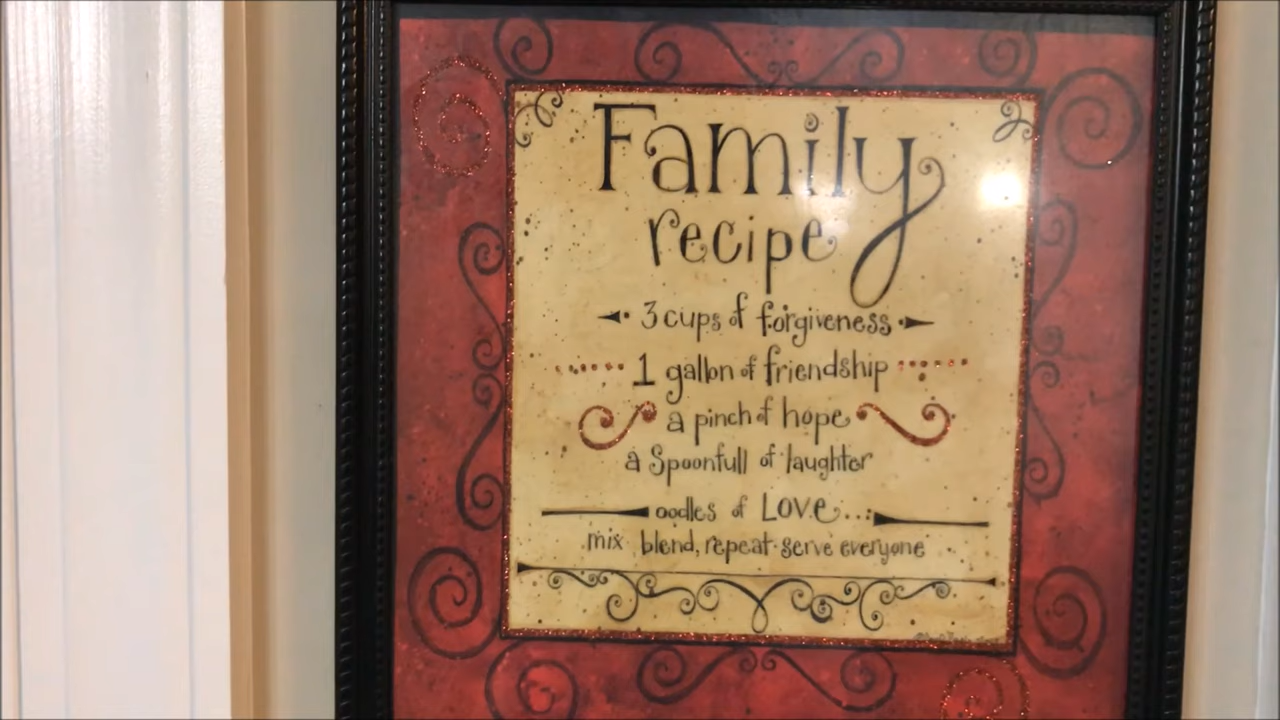 Family
recipe
3 cups of forgiveness
1 gallon of friendship
a pinch of hope
a Spoonfull of laughter
oodles of LOVE...
mix blend, repeat. serve everyone